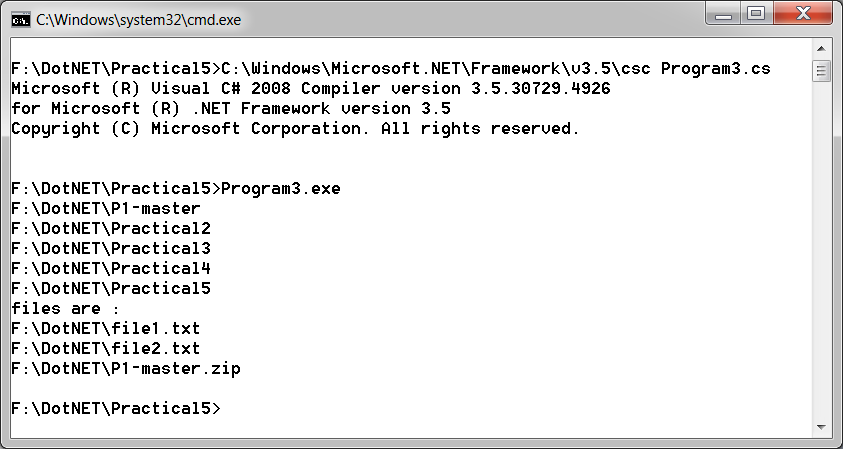 C:\Windows\system32\cmd.exe
F:\DotNET\Practical5>C:\Windows\Microsoft.NET\Framework\v3.5\csc Program3.cs
Microsoft (R) Visual C# 2008 Compiler version 3.5.30729.4926
for Microsoft (R) .NET Framework version 3.5
Copyright (C) Microsoft Corporation. All rights reserved.
F:\DotNET\Practical5>Program3.exe
F:\DotNET\P1-master
F:\DotNET\Practical2
F:\DotNET\Practical3
F:\DotNET\Practical4
F:\DotNET\Practical5
files are :
F:\DotNET\file1.txt
F:\DotNET\file2.txt
F:\DotNET\P1-master.zip
F:\DotNET\Practical5>